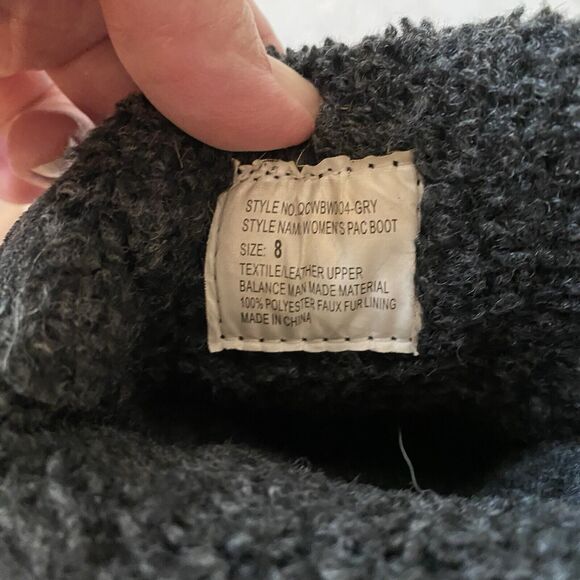 STYLE NO.QCWBW004-GRY
STYLE NAM WOMEN'S PAC BOOT
SIZE: 8
TEXTILE/LEATHER UPPER
BALANCE MAN MADE MATERIAL
100% POLYESTER FAUX FUR LINING
MADE IN CHINA